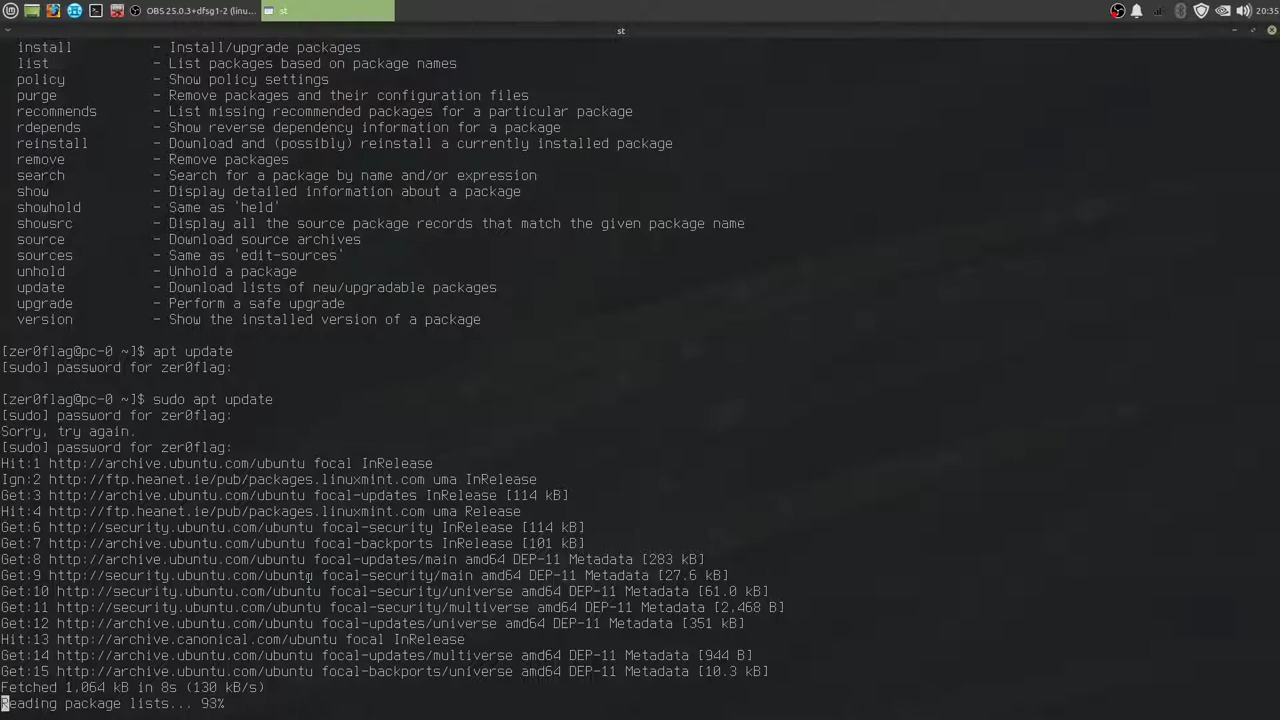 OBS 25.0.3+dfsg1-2 (linu...
st
20:35
st
install - Install/upgrade packages
list - List packages based on package names
policy - Show policy settings
purge - Remove packages and their configuration files
recommends - List missing recommended packages for a particular package
rdepends - Show reverse dependency information for a package
reinstall - Download and (possibly) reinstall a currently installed package
remove - Remove packages
search - Search for a package by name and/or expression
show - Display detailed information about a package
showhold - Same as 'held'
showsrc - Display all the source package records that match the given package name
source - Download source archives
sources - Same as 'edit-sources'
unhold - Unhold a package
update - Download lists of new/upgradable packages
upgrade - Perform a safe upgrade
version - Show the installed version of a package
[zer0flag@pc-0 ~]$ apt update
[sudo] password for zer0flag:
[zer0flag@pc-0 ~]$ sudo apt update
[sudo] password for zer0flag:
Sorry, try again.
[sudo] password for zer0flag:
Hit:1 http://archive.ubuntu.com/ubuntu focal InRelease
Ign:2 http://ftp.heanet.ie/pub/packages.linuxmint.com uma InRelease
Get:3 http://archive.ubuntu.com/ubuntu focal-updates InRelease [114 kB]
Hit:4 http://ftp.heanet.ie/pub/packages.linuxmint.com uma Release
Get:6 http://security.ubuntu.com/ubuntu focal-security InRelease [114 kB]
Get:7 http://archive.ubuntu.com/ubuntu focal-backports InRelease [101 kB]
Get:8 http://archive.ubuntu.com/ubuntu focal-updates/main amd64 DEP-11 Metadata [283 kB]
Get:9 http://security.ubuntu.com/ubuntu focal-security/main amd64 DEP-11 Metadata [27.6 kB]
Get:10 http://security.ubuntu.com/ubuntu focal-security/universe amd64 DEP-11 Metadata [61.0 kB]
Get:11 http://security.ubuntu.com/ubuntu focal-security/multiverse amd64 DEP-11 Metadata [2,468 B]
Get:12 http://archive.ubuntu.com/ubuntu focal-updates/universe amd64 DEP-11 Metadata [351 kB]
Hit:13 http://archive.canonical.com/ubuntu focal InRelease
Get:14 http://archive.ubuntu.com/ubuntu focal-updates/multiverse amd64 DEP-11 Metadata [944 B]
Get:15 http://archive.ubuntu.com/ubuntu focal-backports/universe amd64 DEP-11 Metadata [10.3 kB]
Fetched 1,064 kB in 8s (130 kB/s)
Reading package lists... 93%